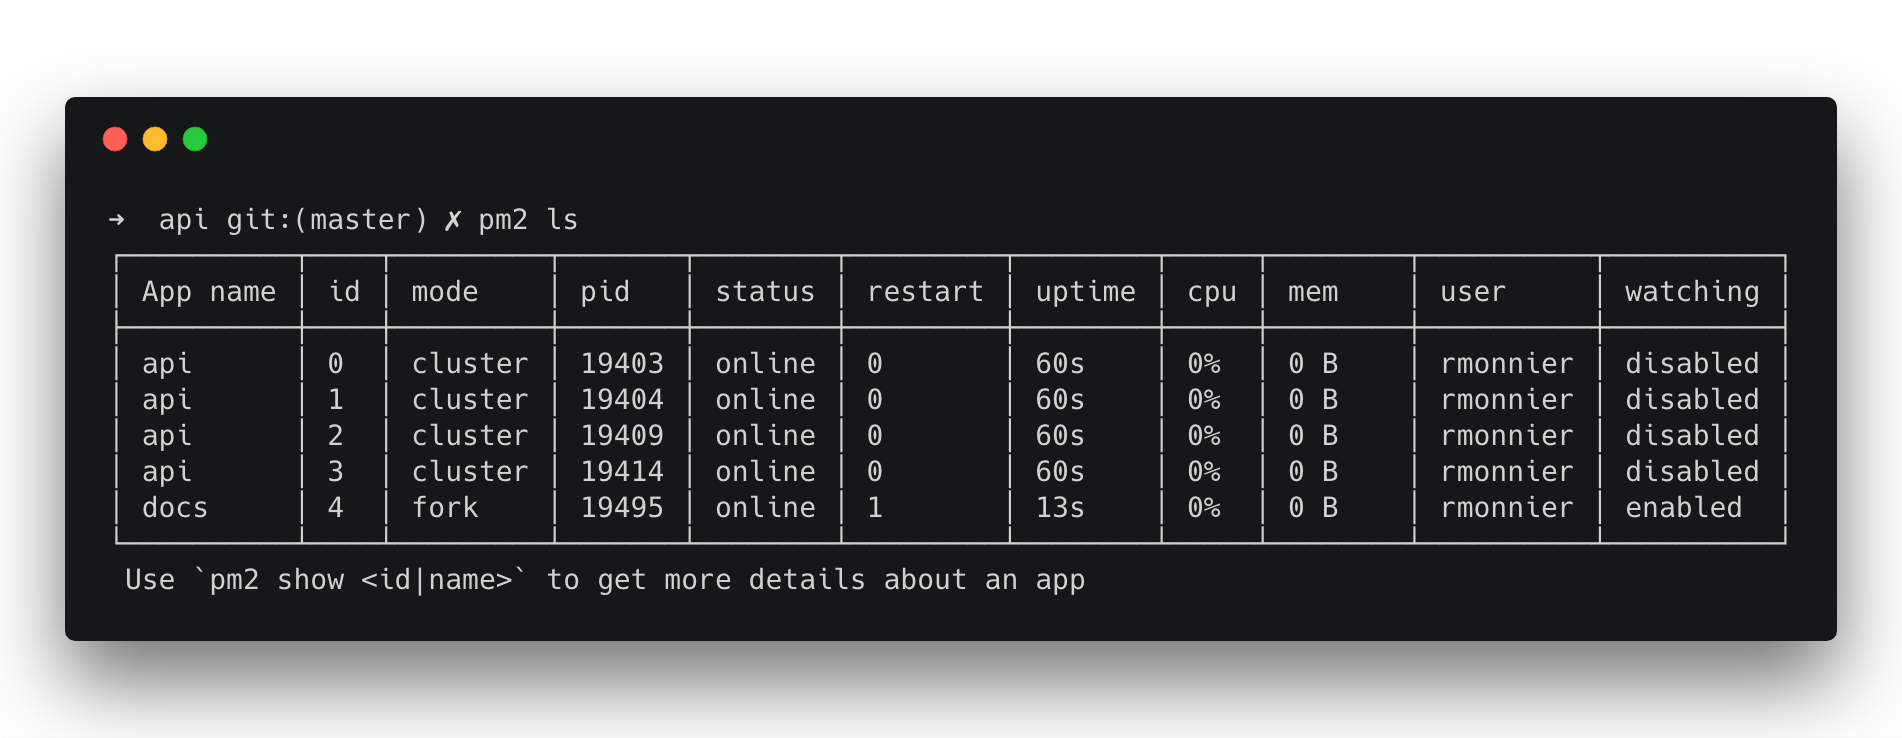 ➜  api git:(master) ✗ pm2 ls
App name │ id │ mode │ pid │ status │ restart │ uptime │ cpu │ mem │ user │ watching
api │ 0 │ cluster │ 19403 │ online │ 0 │ 60s │ 0% │ 0 B │ rmonnier │ disabled
api │ 1 │ cluster │ 19404 │ online │ 0 │ 60s │ 0% │ 0 B │ rmonnier │ disabled
api │ 2 │ cluster │ 19409 │ online │ 0 │ 60s │ 0% │ 0 B │ rmonnier │ disabled
api │ 3 │ cluster │ 19414 │ online │ 0 │ 60s │ 0% │ 0 B │ rmonnier │ disabled
docs │ 4 │ fork │ 19495 │ online │ 1 │ 13s │ 0% │ 0 B │ rmonnier │ enabled
Use `pm2 show <id|name>` to get more details about an app